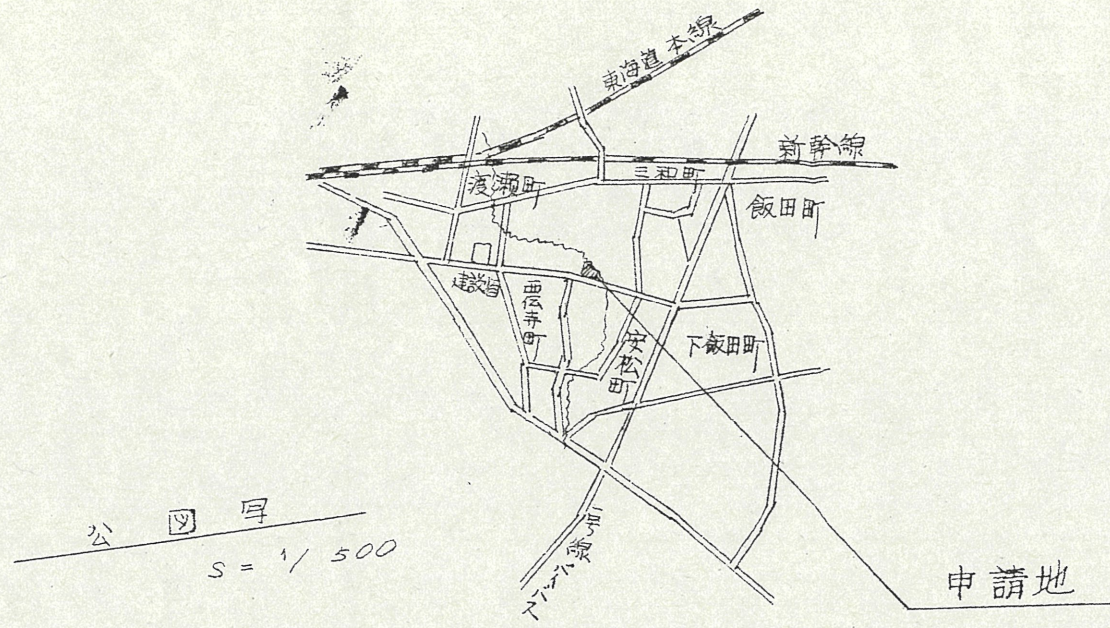 東海道本線
新幹線
三和町
渡瀬町
飯田町
建設省
西伝寺町
安松町
下飯田町
一号線バイパス
公図写
S = 1/500
申請地